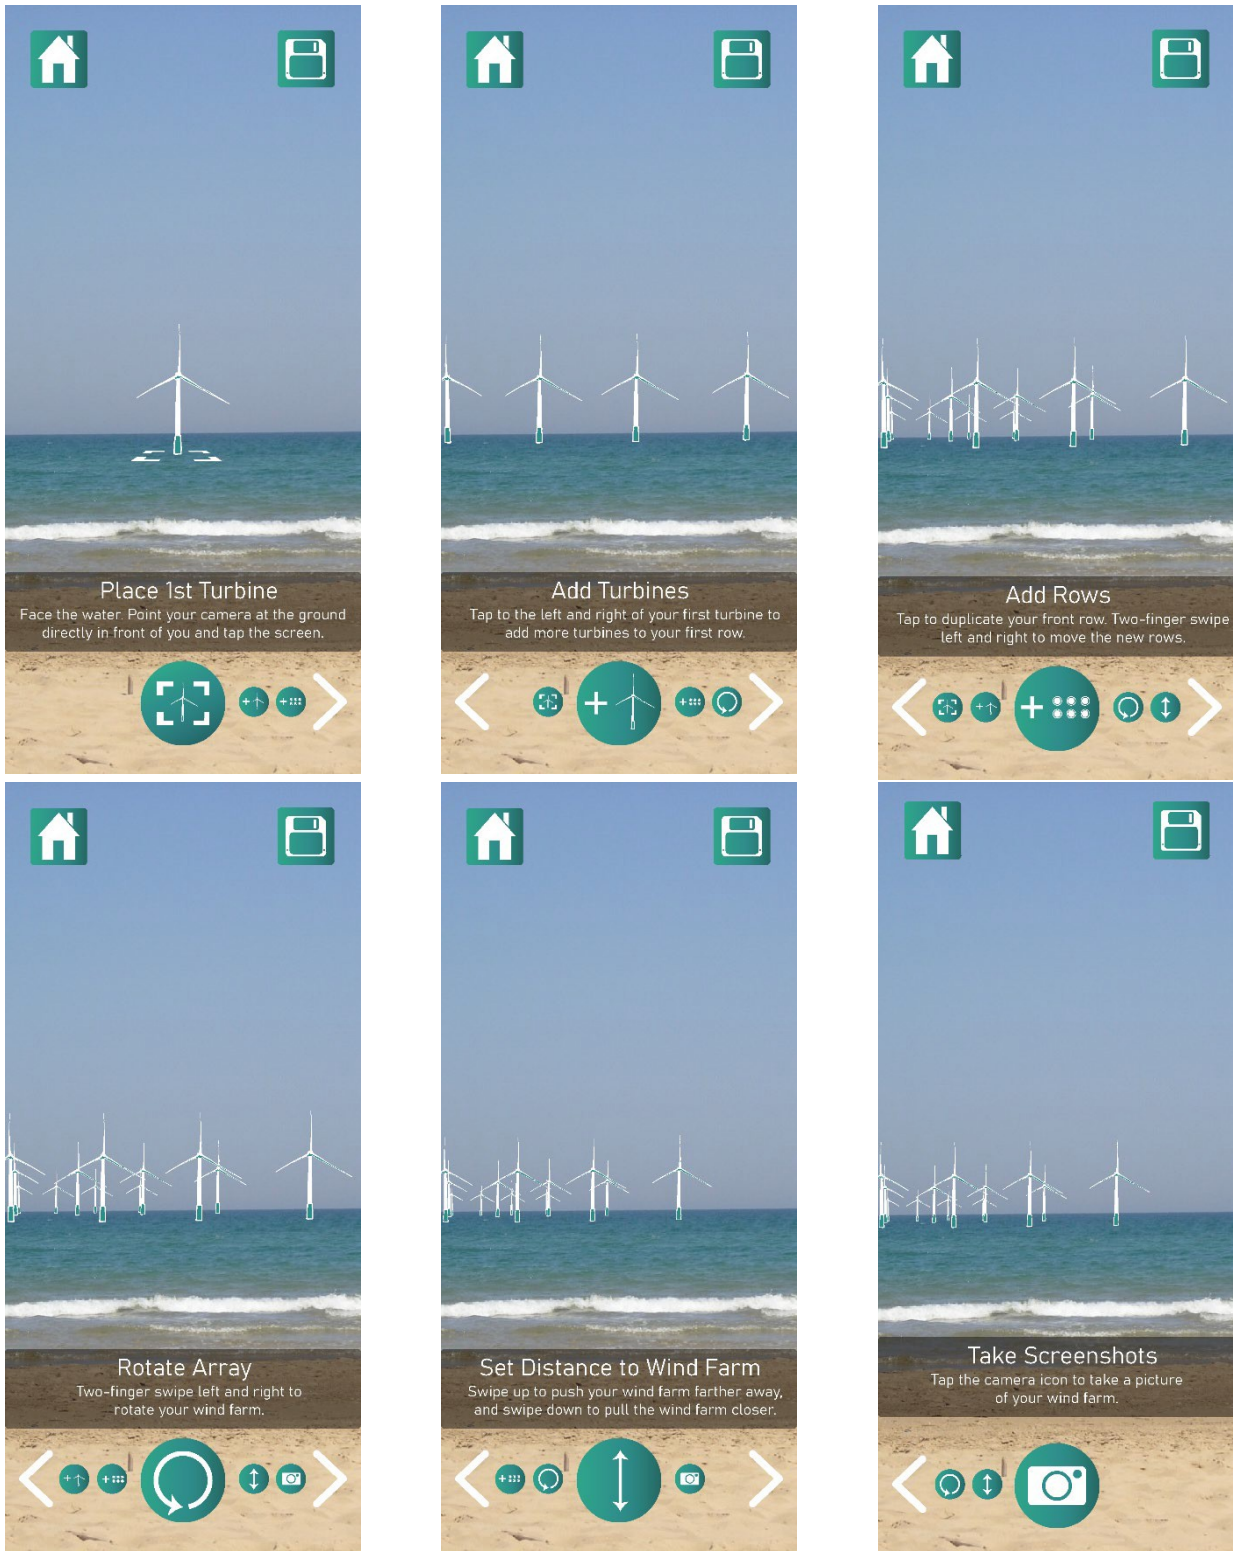 Place 1st Turbine
Face the water. Point your camera at the ground
directly in front of you and tap the screen.
Add Turbines
Tap to the left and right of your first turbine to
add more turbines to your first row.
Add Rows
Tap to duplicate your front row. Two-finger swipe
left and right to move the new rows.
Rotate Array
Two-finger swipe left and right to
rotate your wind farm.
Set Distance to Wind Farm
Swipe up to push your wind farm farther away,
and swipe down to pull the wind farm closer.
Take Screenshots
Tap the camera icon to take a picture
of your wind farm.